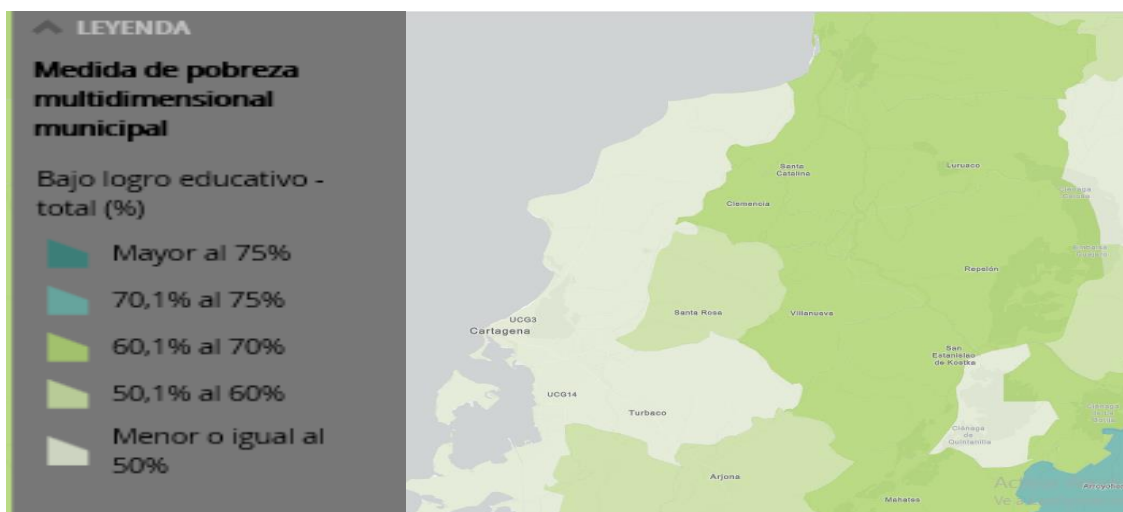 LEYENDA
Medida de pobreza
multidimensional
municipal
Bajo logro educativo -
total (%)
Mayor al 75%
70,1% al 75%
60,1% al 70%
50,1% al 60%
Menor o igual al
50%
Santa
Catalina
Luruaco
Clemencia
Repelón
Santa Rosa
Villanueva
UCG3
Cartagena
San
Estanislao
de Kostka
UCG14
Turbaco
Ciénaga
de
Quintanilla
Arjona
Mahates